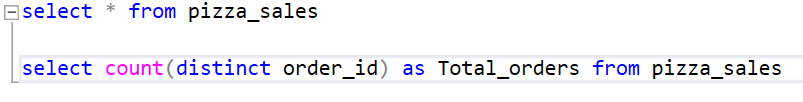 select * from pizza_sales
select count(distinct order_id) as Total_orders from pizza_sales